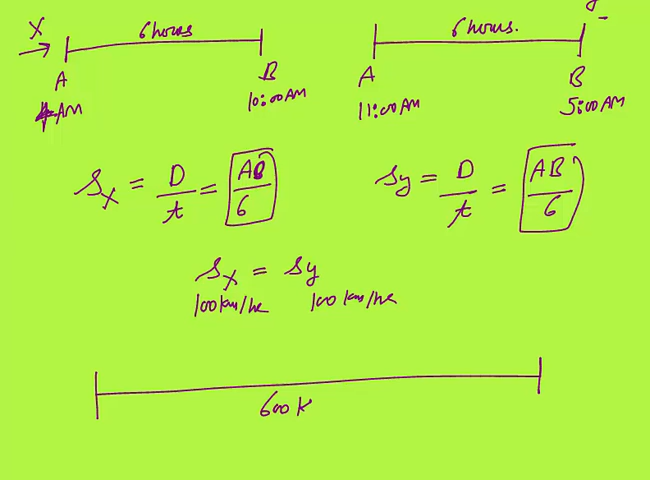 X
6 hours
A
B
4 AM
10:00 AM
y
6 hours.
A
B
11:00 AM
5:00 AM
Sx = D/t = AB/6
Sy = D/t = AB/6
Sx = Sy
100 km/hr 100 km/hr
600 K